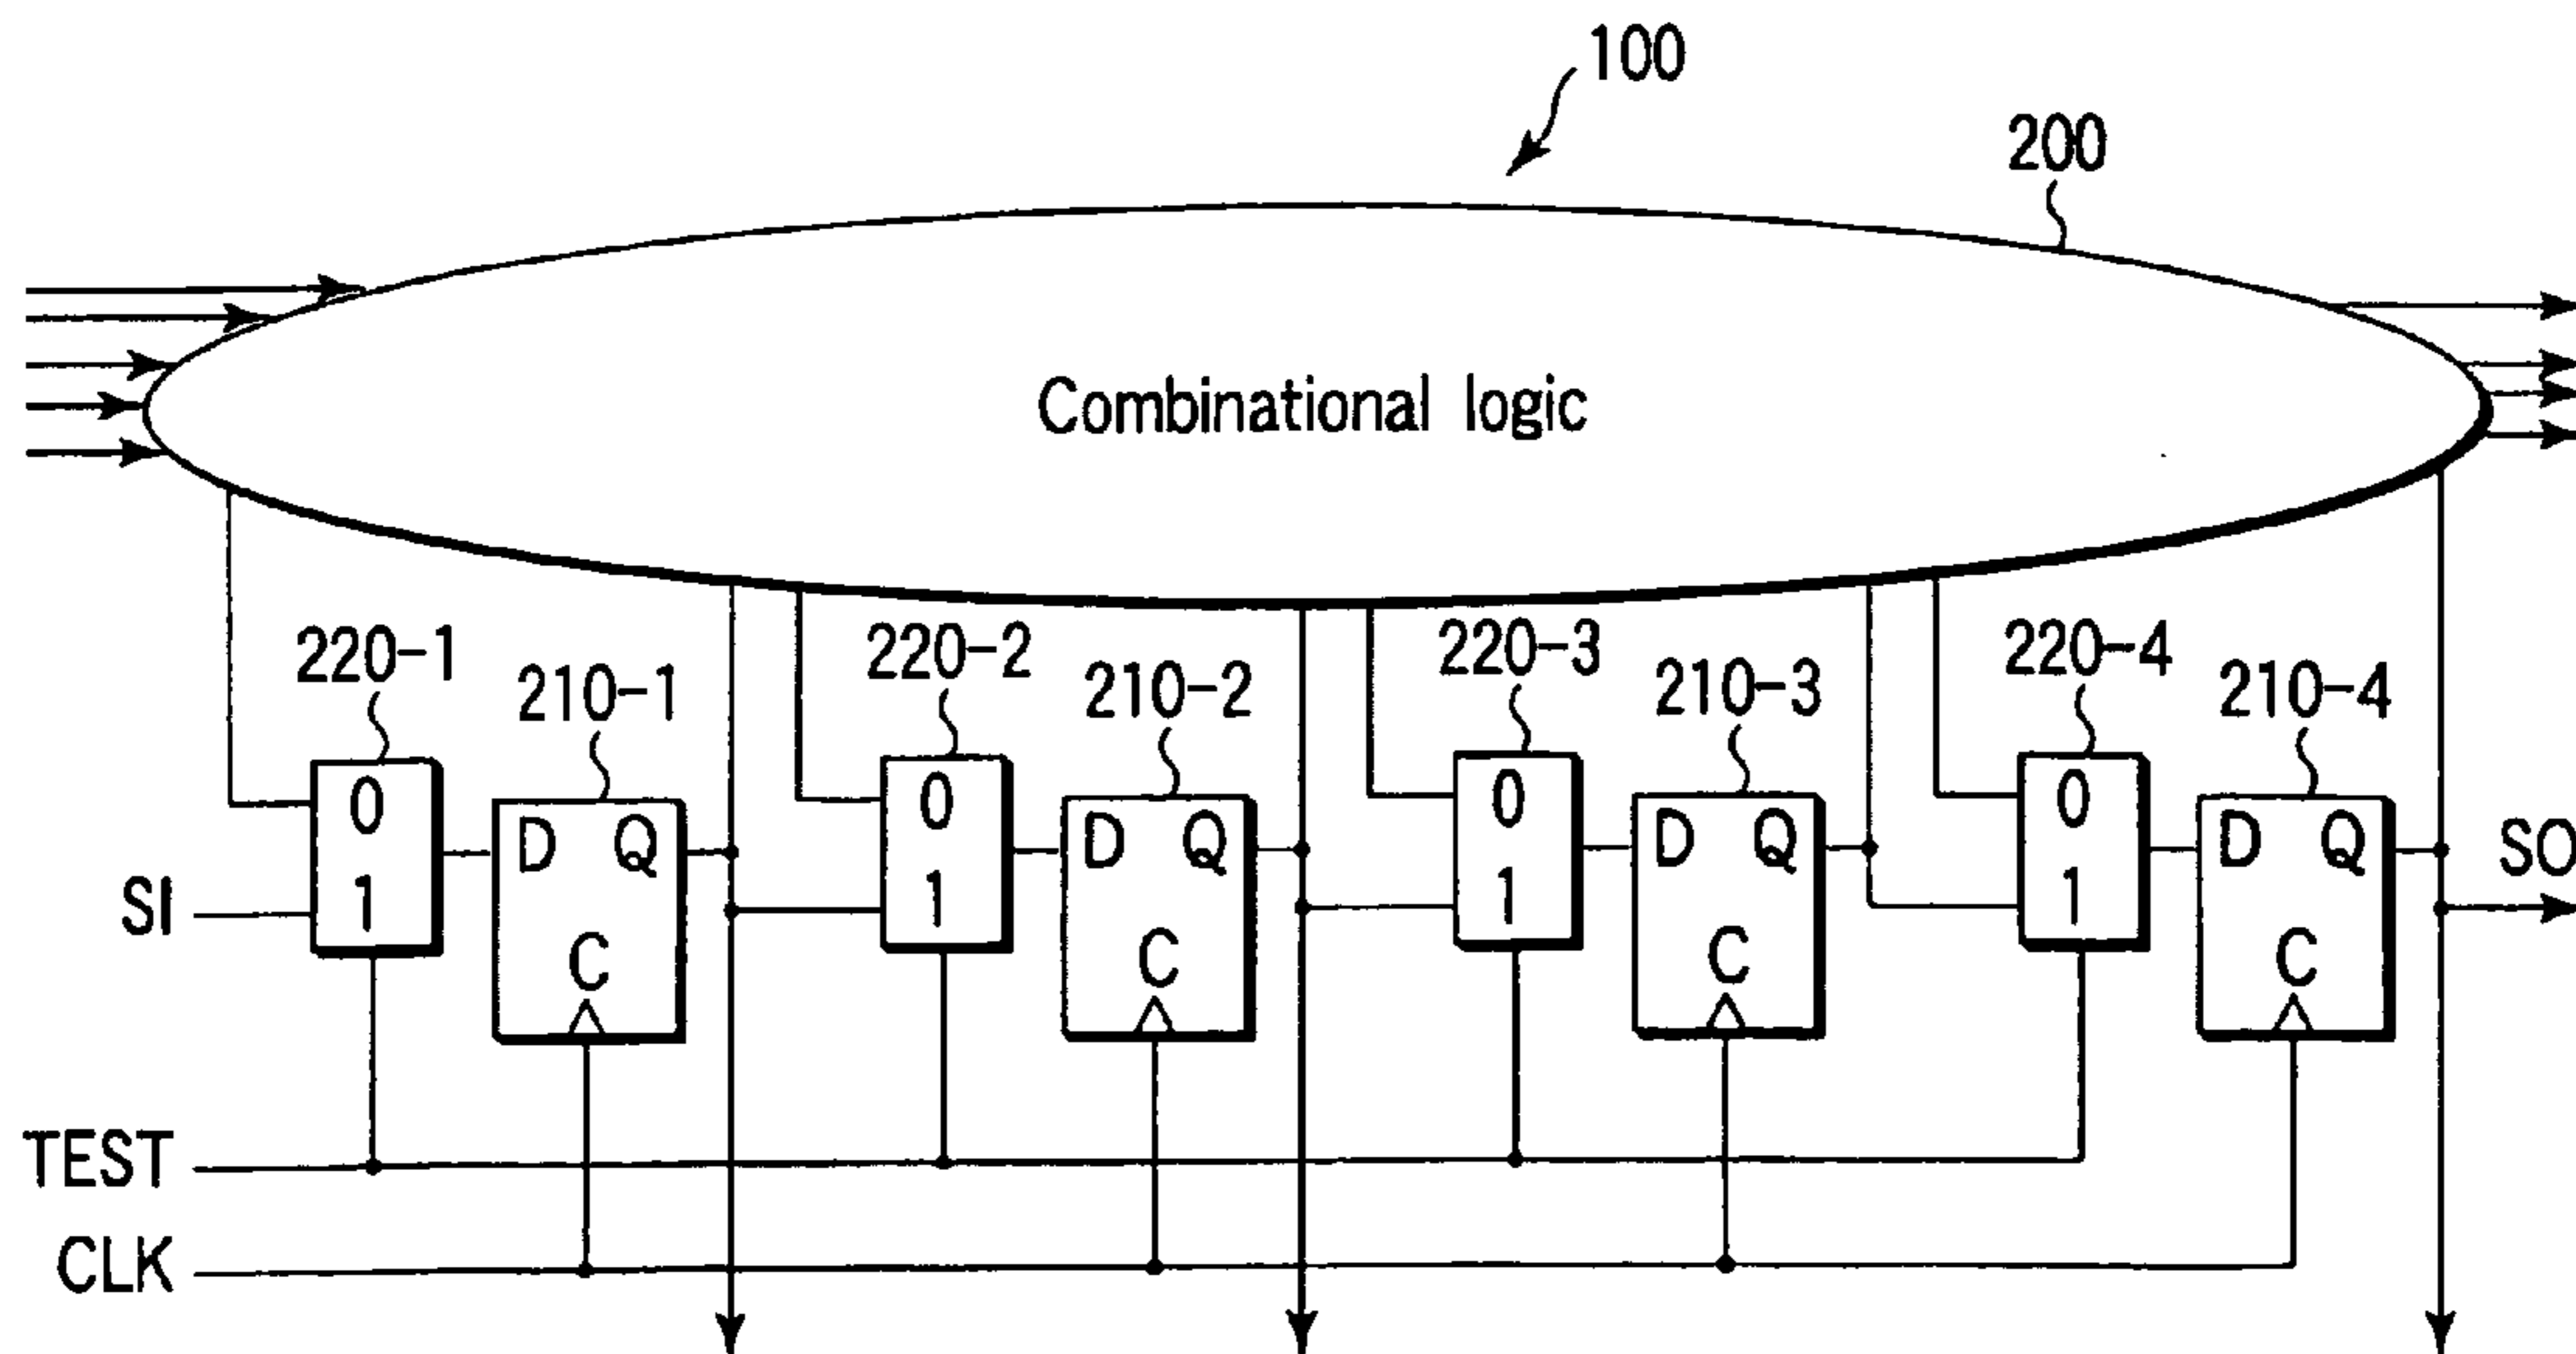 100
200
Combinational logic
220-1
210-1
220-2
210-2
220-3
210-3
220-4
210-4
0
1
D Q
C
0
1
D Q
C
0
1
D Q
C
0
1
D Q
C
SI
SO
TEST
CLK